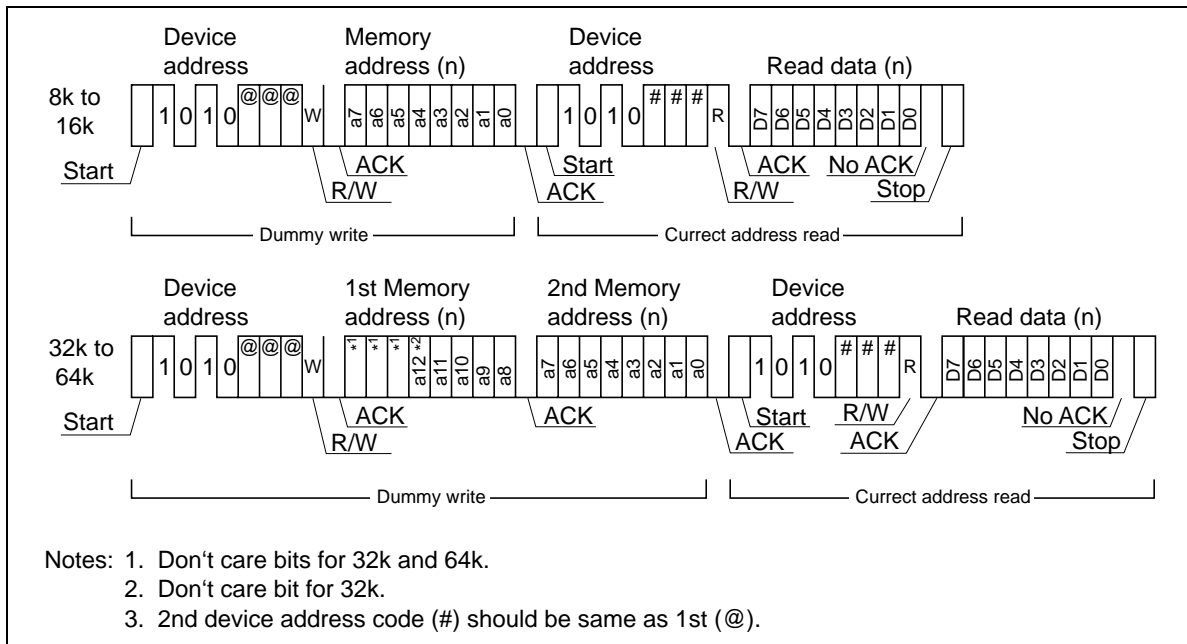 Device address Memory address (n) Device address Read data (n)
8k to 16k
1 0 1 0 @ @ @ W a7 a6 a5 a4 a3 a2 a1 a0 1 0 1 0 # # # R D7 D6 D5 D4 D3 D2 D1 D0
Start ACK Start ACK No ACK
R/W ACK R/W Stop
Dummy write Currect address read
Device address 1st Memory address (n) 2nd Memory address (n) Device address Read data (n)
32k to 64k
1 0 1 0 @ @ @ W *1 *1 *1 a12*2 a11 a10 a9 a8 a7 a6 a5 a4 a3 a2 a1 a0 1 0 1 0 # # # R D7 D6 D5 D4 D3 D2 D1 D0
Start ACK ACK Start R/W No ACK
R/W ACK ACK Stop
Dummy write Currect address read
Notes: 1. Don‘t care bits for 32k and 64k.
2. Don‘t care bit for 32k.
3. 2nd device address code (#) should be same as 1st (@).